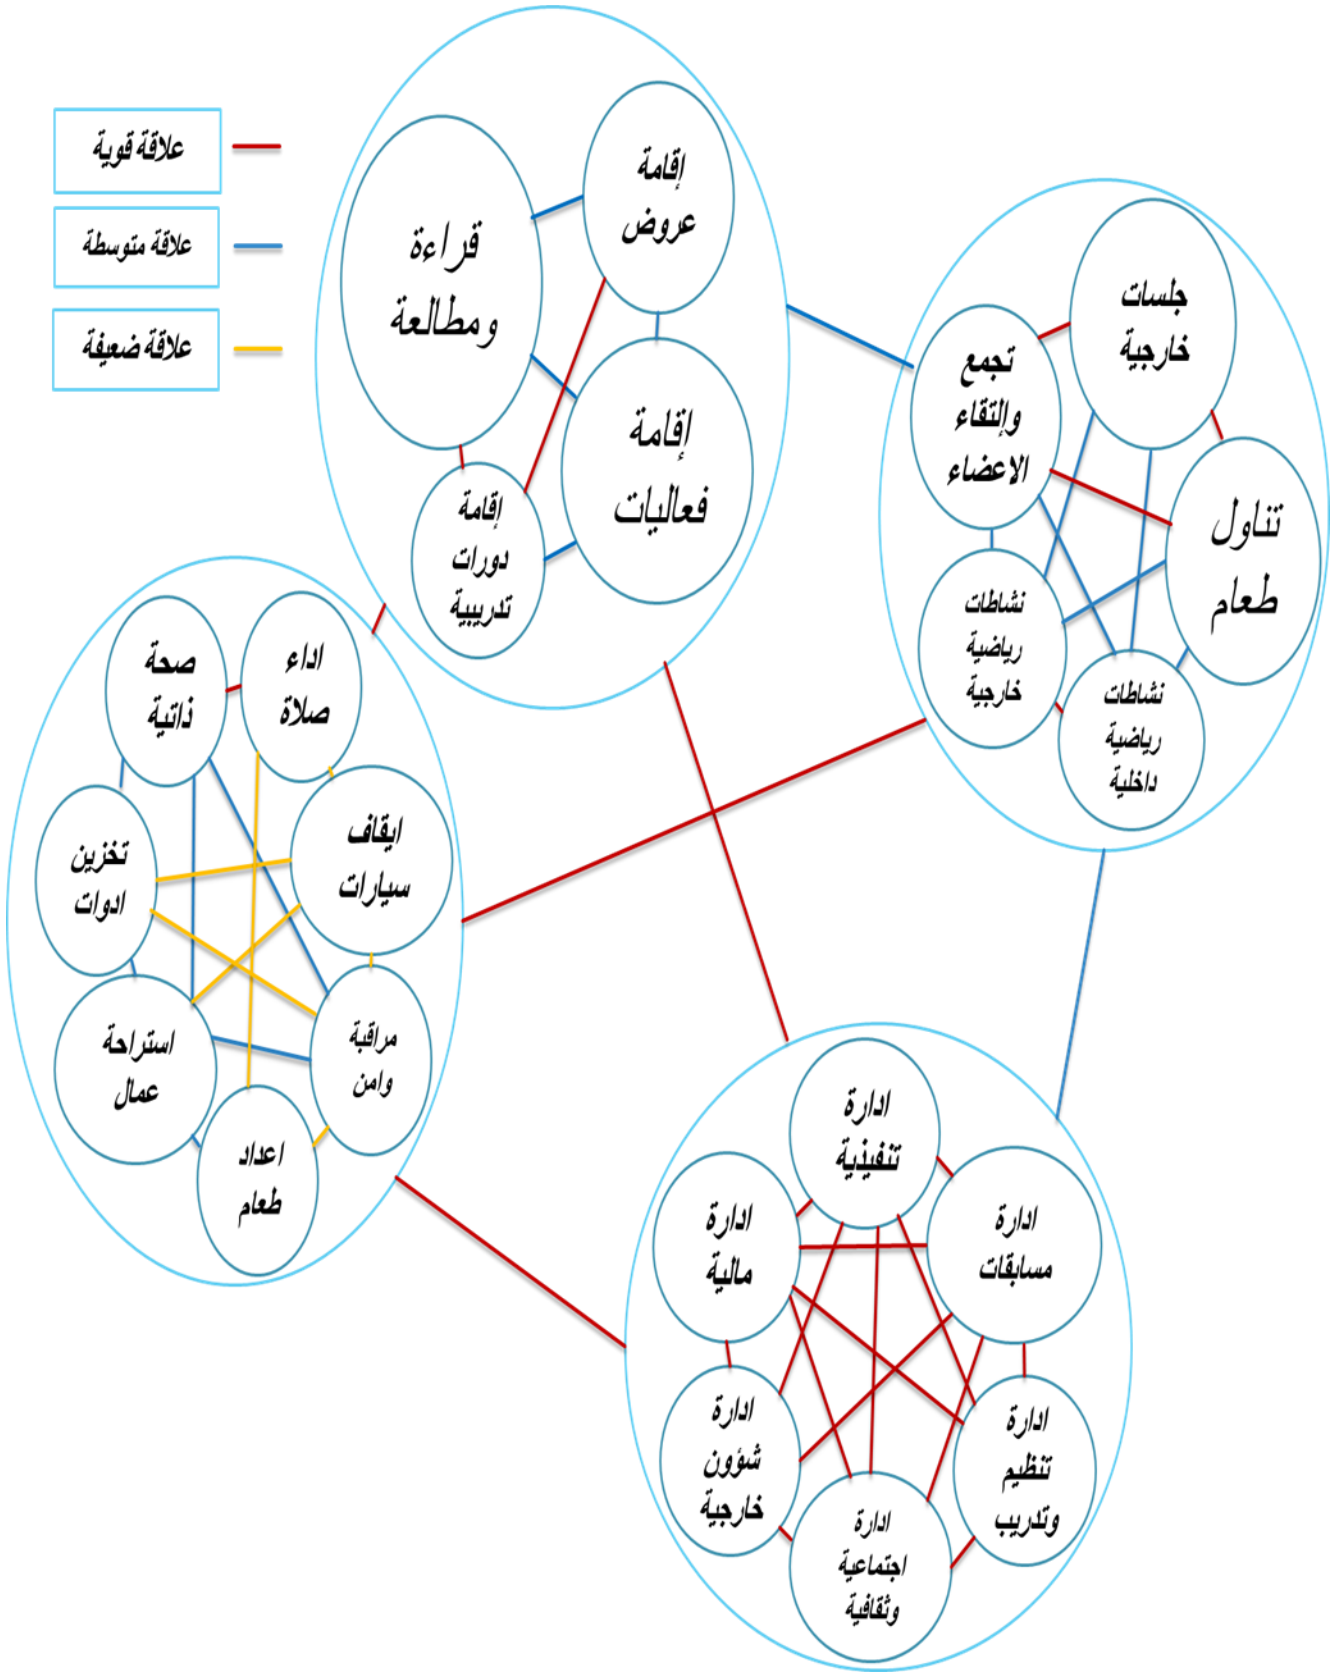 علاقة قوية
علاقة متوسطة
علاقة ضعيفة
إقامة
عروض
قراءة
ومطالعة
إقامة
فعاليات
إقامة
دورات
تدريبية
جلسات
خارجية
تجمع
وإلتقاء
الاعضاء
تناول
طعام
نشاطات
رياضية
خارجية
نشاطات
رياضية
داخلية
اداء
صلاة
صحة
ذاتية
ايقاف
سيارات
تخزين
ادوات
مراقبة
وامن
استراحة
عمال
اعداد
طعام
ادارة
تنفيذية
ادارة
مسابقات
ادارة
مالية
ادارة
تنظيم
وتدريب
ادارة
شؤون
خارجية
ادارة
اجتماعية
وثقافية